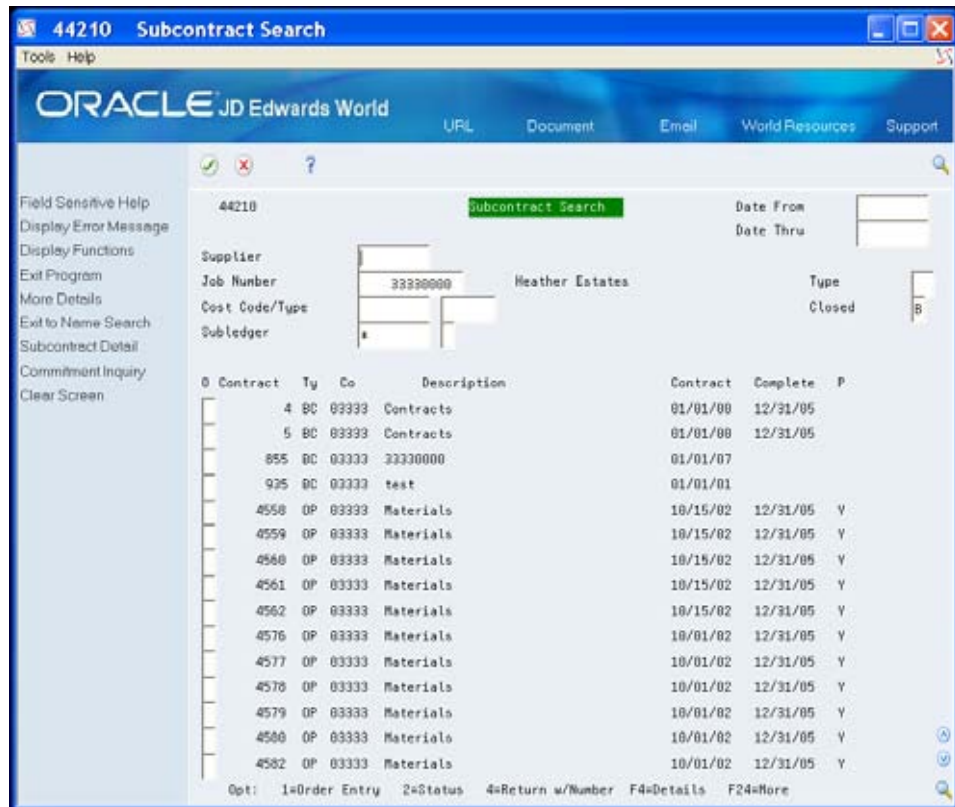 44210 Subcontract Search
Tools Help
ORACLE JD Edwards World
URL Document Email World Resources Support
?
Field Sensitive Help
Display Error Message
Display Functions
Exit Program
More Details
Exit to Name Search
Subcontract Detail
Commitment Inquiry
Clear Screen
44210 Subcontract Search Date From
Date Thru
Supplier
Job Number 33330000 Heather Estates Type
Cost Code/Type Closed B
Subledger *
O Contract Ty Co Description Contract Complete P
4 BC 03333 Contracts 01/01/00 12/31/05
5 BC 03333 Contracts 01/01/00 12/31/05
855 BC 03333 33330000 01/01/07
935 BC 03333 test 01/01/01
4558 OP 03333 Materials 10/15/02 12/31/05 Y
4559 OP 03333 Materials 10/15/02 12/31/05 Y
4560 OP 03333 Materials 10/15/02 12/31/05 Y
4561 OP 03333 Materials 10/15/02 12/31/05 Y
4562 OP 03333 Materials 10/15/02 12/31/05 Y
4576 OP 03333 Materials 10/01/02 12/31/05 Y
4577 OP 03333 Materials 10/01/02 12/31/05 Y
4578 OP 03333 Materials 10/01/02 12/31/05 Y
4579 OP 03333 Materials 10/01/02 12/31/05 Y
4580 OP 03333 Materials 10/01/02 12/31/05 Y
4582 OP 03333 Materials 10/01/02 12/31/05 Y
Opt: 1=Order Entry 2=Status 4=Return w/Number F4=Details F24=More